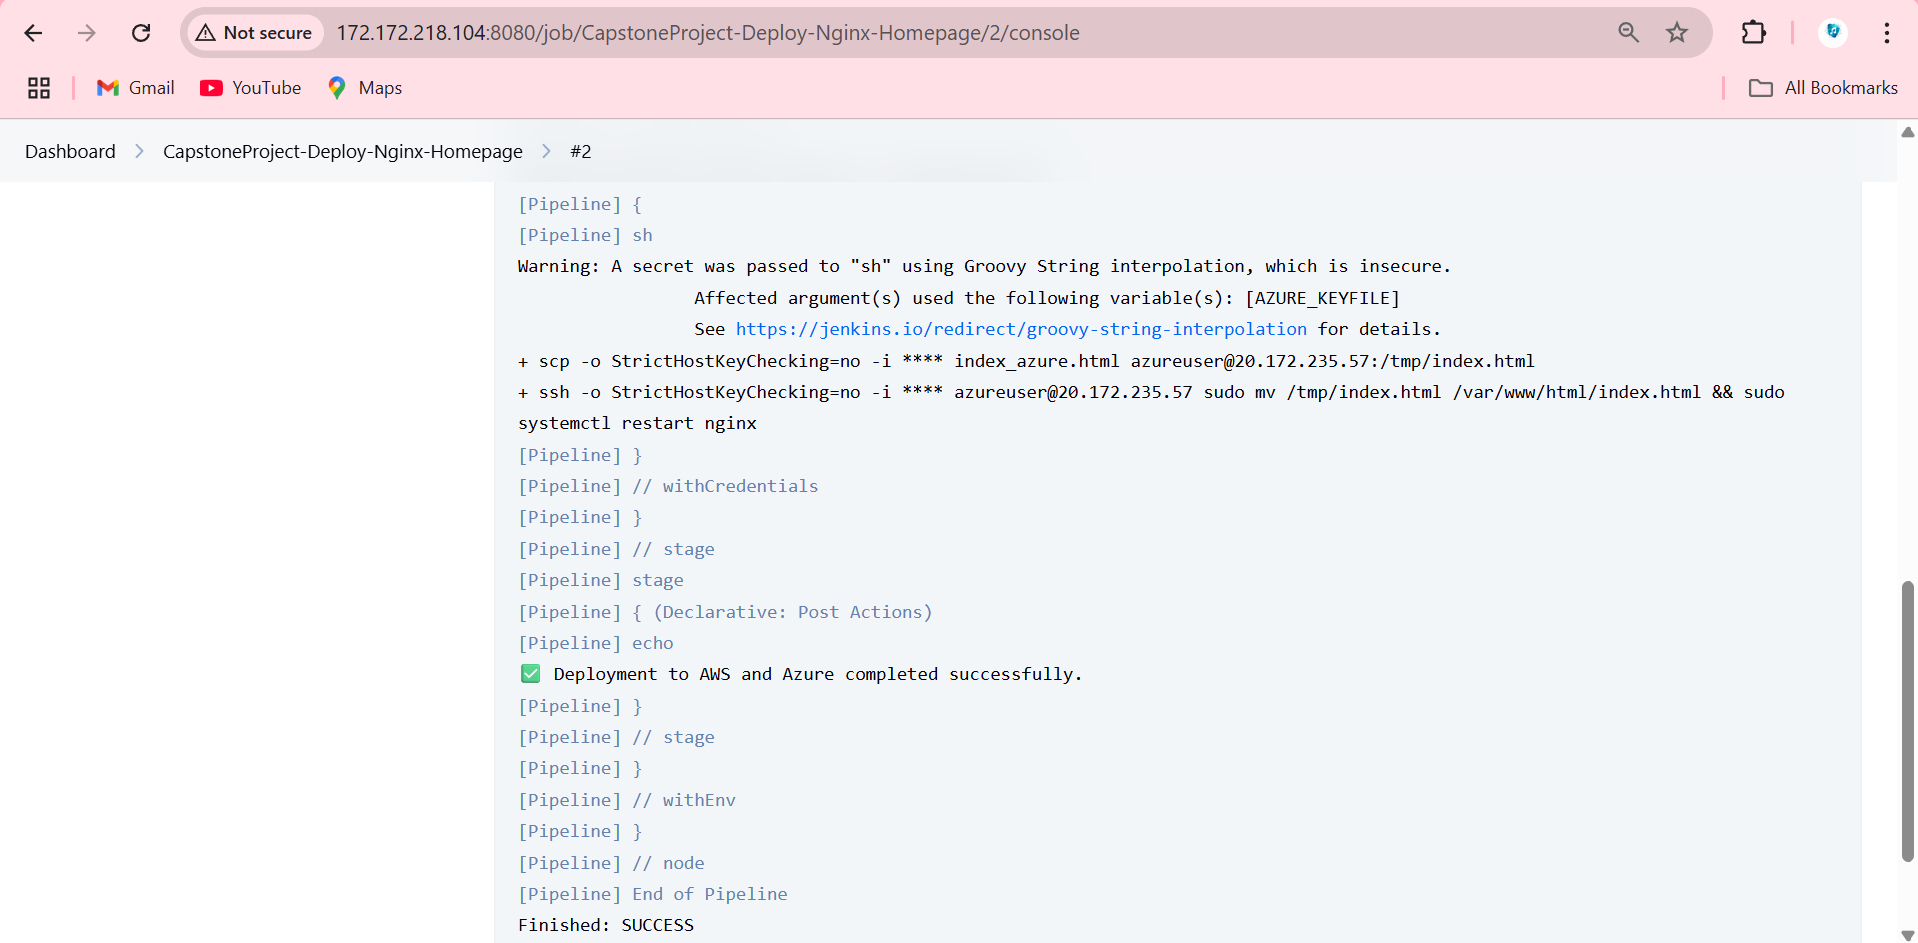 Not secure 172.172.218.104:8080/job/CapstoneProject-Deploy-Nginx-Homepage/2/console
Gmail YouTube Maps All Bookmarks
Dashboard CapstoneProject-Deploy-Nginx-Homepage #2
[Pipeline] {
[Pipeline] sh
Warning: A secret was passed to "sh" using Groovy String interpolation, which is insecure.
Affected argument(s) used the following variable(s): [AZURE_KEYFILE]
See https://jenkins.io/redirect/groovy-string-interpolation for details.
+ scp -o StrictHostKeyChecking=no -i **** index_azure.html azureuser@20.172.235.57:/tmp/index.html
+ ssh -o StrictHostKeyChecking=no -i **** azureuser@20.172.235.57 sudo mv /tmp/index.html /var/www/html/index.html && sudo
systemctl restart nginx
[Pipeline] }
[Pipeline] // withCredentials
[Pipeline] }
[Pipeline] // stage
[Pipeline] stage
[Pipeline] { (Declarative: Post Actions)
[Pipeline] echo
✅ Deployment to AWS and Azure completed successfully.
[Pipeline] }
[Pipeline] // stage
[Pipeline] }
[Pipeline] // withEnv
[Pipeline] }
[Pipeline] // node
[Pipeline] End of Pipeline
Finished: SUCCESS